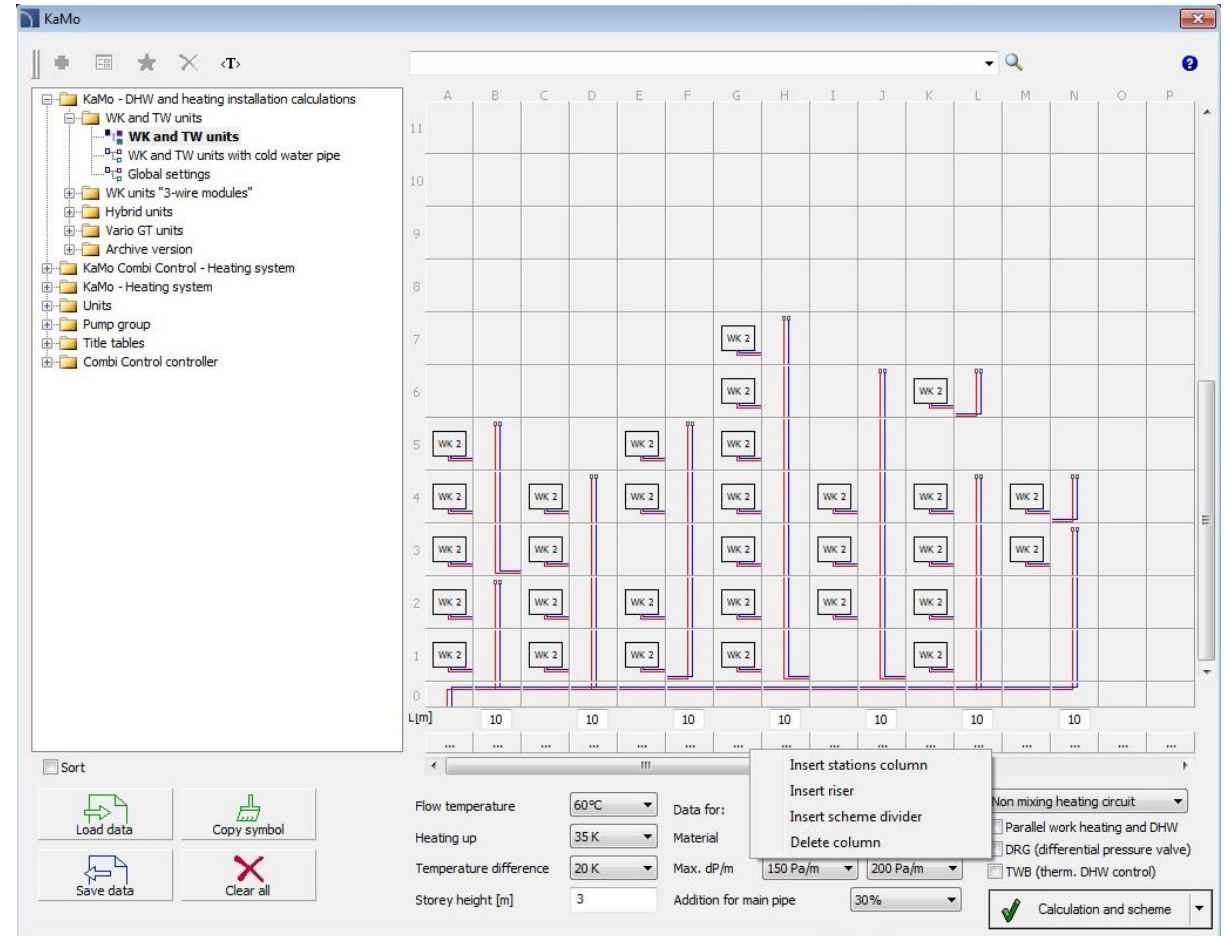 KaMo
<T>
KaMo - DHW and heating installation calculations
WK and TW units
WK and TW units
WK and TW units with cold water pipe
Global settings
WK units "3-wire modules"
Hybrid units
Vario GT units
Archive version
KaMo Combi Control - Heating system
KaMo - Heating system
Units
Pump group
Title tables
Combi Control controller
Sort
Load data
Copy symbol
Save data
Clear all
A B C D E F G H I J K L M N O P
11
10
9
8
7 WK 2
6 WK 2 WK 2
5 WK 2 WK 2 WK 2
4 WK 2 WK 2 WK 2 WK 2 WK 2 WK 2 WK 2
3 WK 2 WK 2 WK 2 WK 2 WK 2 WK 2
2 WK 2 WK 2 WK 2 WK 2 WK 2 WK 2
1 WK 2 WK 2 WK 2 WK 2 WK 2
0
L[m] 10 10 10 10 10 10 10
... ... ... ... ... ... ... ... ... ... ... ... ... ... ... ...
Insert stations column
Insert riser
Insert scheme divider
Delete column
Flow temperature 60°C
Heating up 35 K
Temperature difference 20 K
Storey height [m] 3
Data for:
Material
Max. dP/m 150 Pa/m 200 Pa/m
Addition for main pipe 30%
Non mixing heating circuit
Parallel work heating and DHW
DRG (differential pressure valve)
TWB (therm. DHW control)
Calculation and scheme